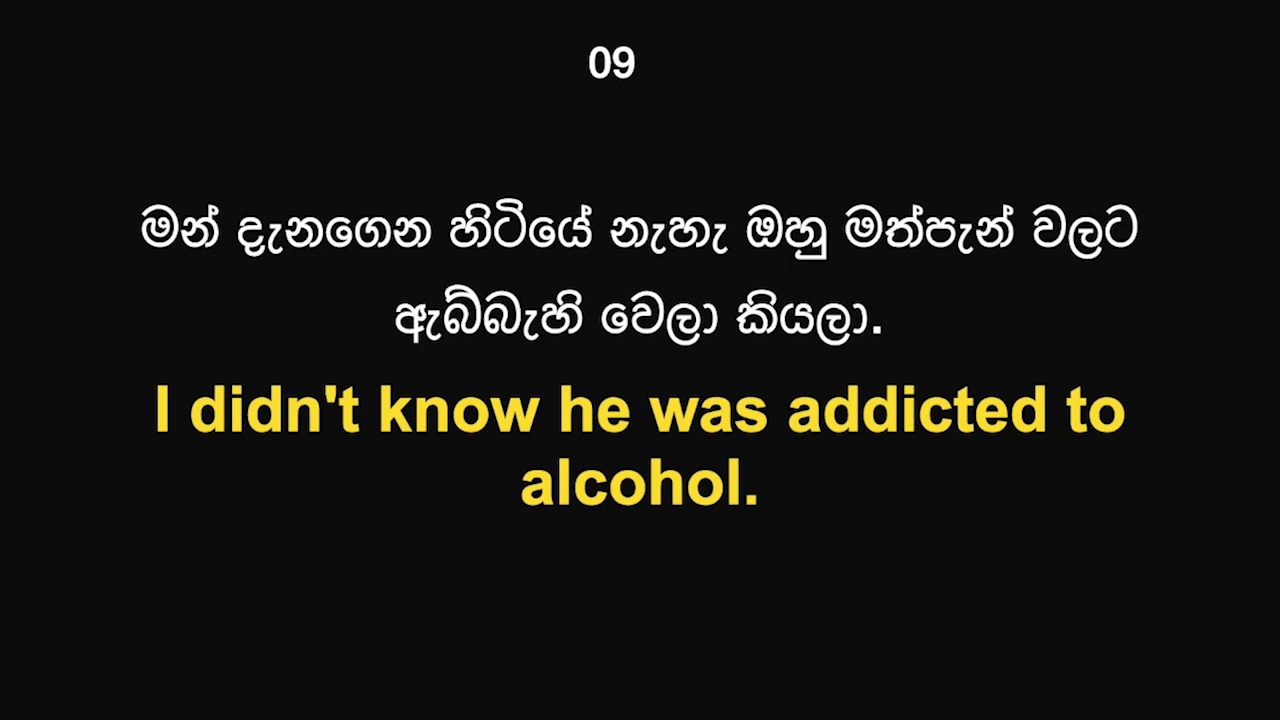 09
මන් දැනගෙන හිටියේ නැහැ ඔහු මත්පැන් වලට
ඇබ්බැහි වෙලා කියලා.
I didn't know he was addicted to
alcohol.